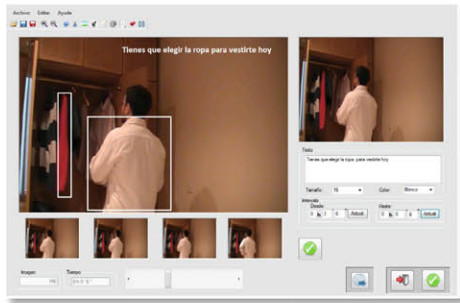 Archivo Editar Ayuda
Tienes que elegir la ropa para vestirte hoy
Texto
Tienes que elegir la ropa para vestirte hoy
Tamaño: 16 Color: Blanco
Intervalo
Desde Hasta
Actual Actual
Imagen Tiempo